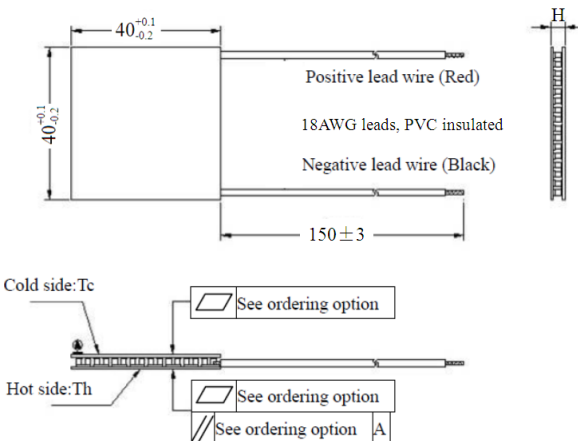 40+0.1-0.2
H
Positive lead wire (Red)
40+0.1-0.2
18AWG leads, PVC insulated
Negative lead wire (Black)
150±3
Cold side:Tc
See ordering option
A
Hot side:Th
See ordering option
See ordering option A